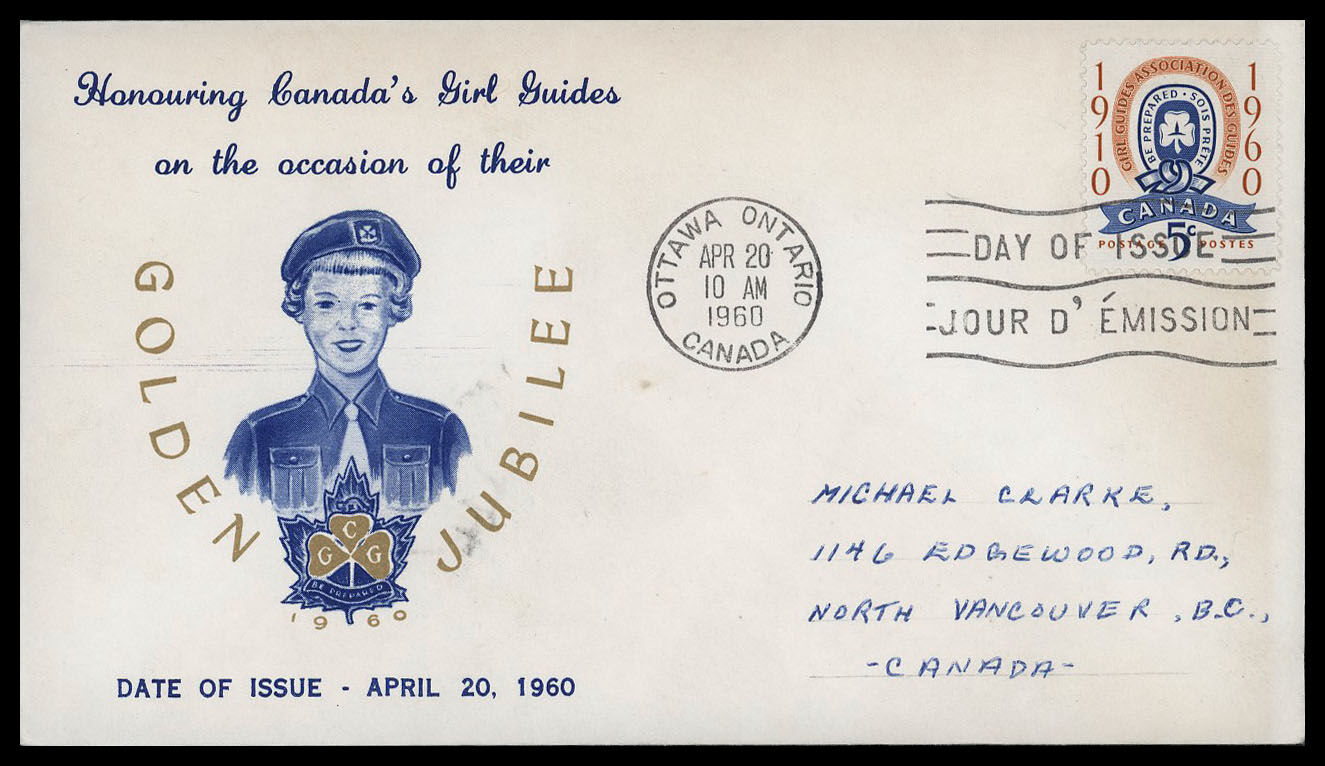 Honouring Canada's Girl Guides
on the occasion of their
GOLDEN JUBILEE
C
G G
BE PREPARED
1960
DATE OF ISSUE - APRIL 20, 1960
OTTAWA ONTARIO
APR 20
10 AM
1960
CANADA
1910 1960
GIRL GUIDES ASSOCIATION DES GUIDES
BE PREPARED · SOIS PRÊTE
CANADA
POSTAGE 5c POSTES
DAY OF ISSUE
JOUR D' ÉMISSION
MICHAEL CLARKE,
1146 EDGEWOOD, RD.,
NORTH VANCOUVER, B.C.,
-CANADA-